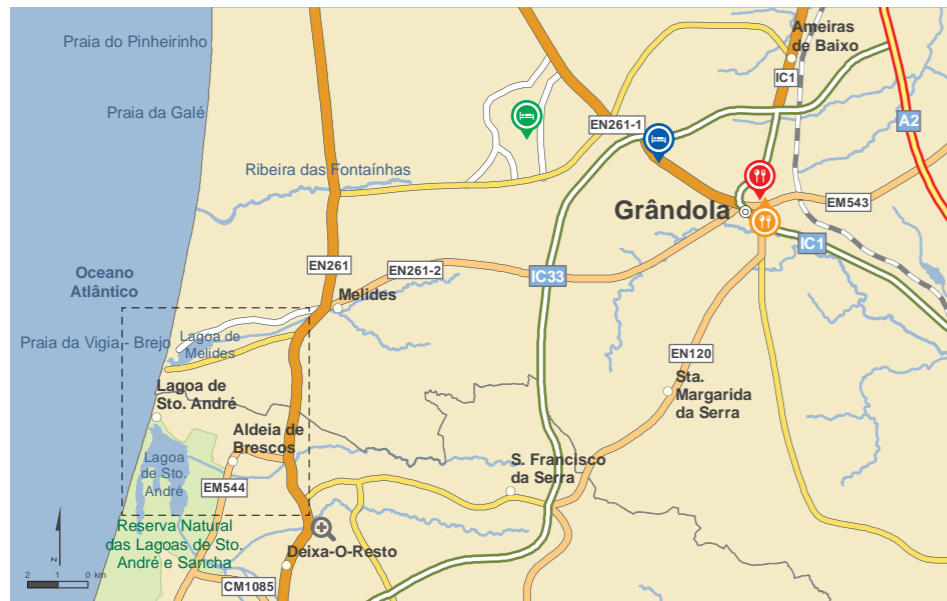 Praia do Pinheirinho
Ameiras
de Baixo
IC1
Praia da Galé
EN261-1
A2
Ribeira das Fontaínhas
EM543
Grândola
IC1
Oceano
Atlântico
EN261
EN261-2
IC33
Melides
Praia da Vigia - Brejo
Lagoa de
Melides
EN120
Lagoa de
Sto. André
Sta.
Margarida
da Serra
Aldeia de
Brescos
Lagoa
de Sto.
André
S. Francisco
da Serra
EM544
Reserva Natural
das Lagoas de Sto.
André e Sancha
Deixa-O-Resto
N
2 1 0 km
CM1085